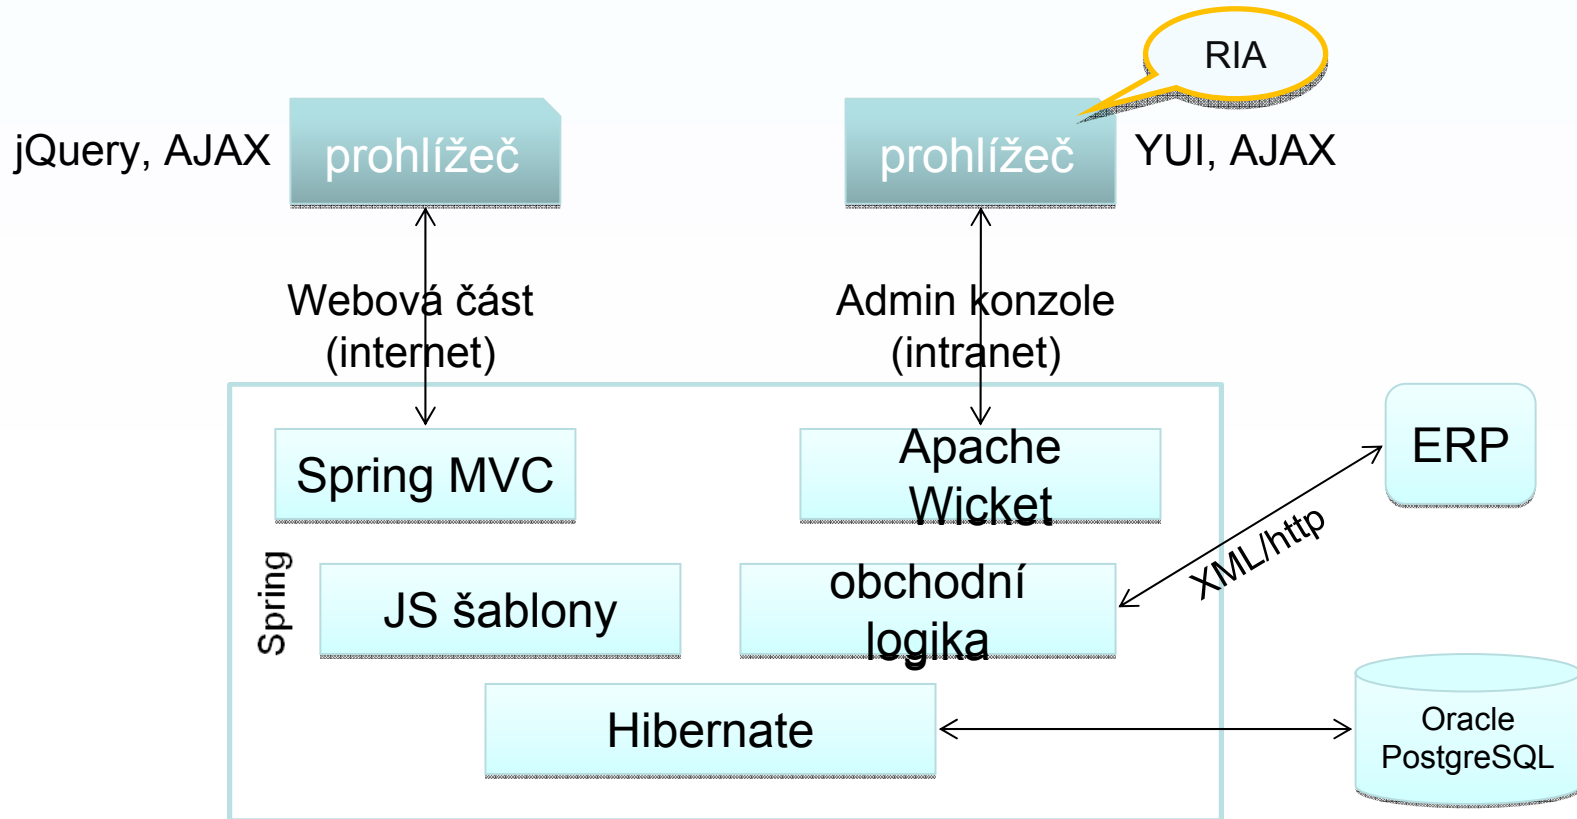 RIA
jQuery, AJAX
prohlížeč
prohlížeč
YUI, AJAX
Webová část
(internet)
Admin konzole
(intranet)
Spring MVC
Apache
Wicket
ERP
XML/http
Spring
JS šablony
obchodní
logika
Hibernate
Oracle
PostgreSQL